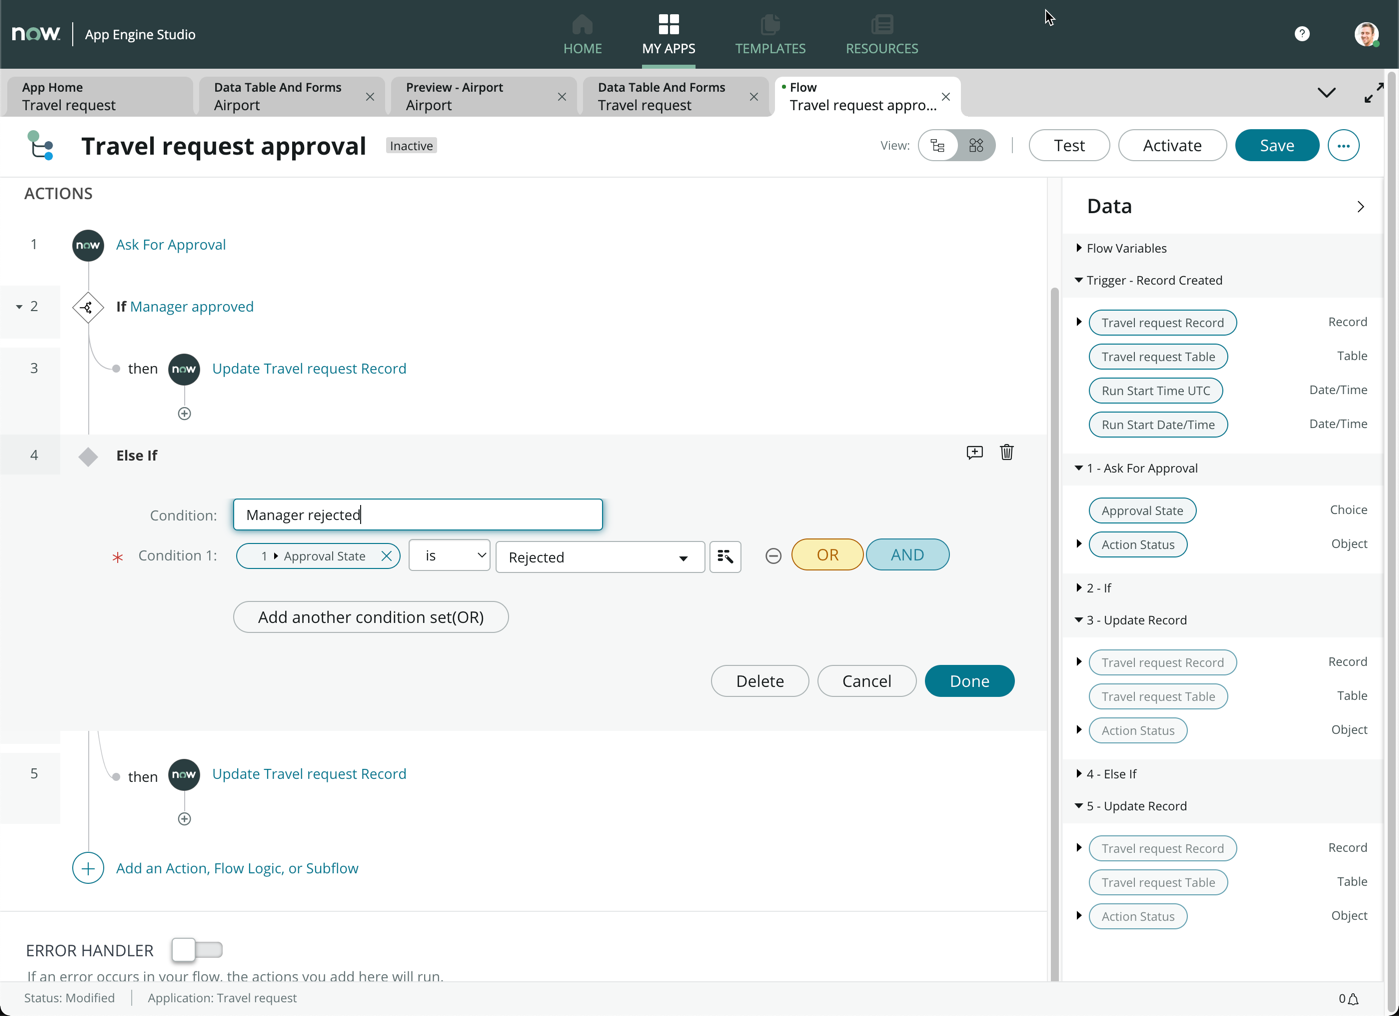 now. App Engine Studio
HOME MY APPS TEMPLATES RESOURCES
?
App Home
Travel request
Data Table And Forms
Airport
Preview - Airport
Airport
Data Table And Forms
Travel request
Flow
Travel request appro...
Travel request approval Inactive
View: Test Activate Save
ACTIONS
1 now Ask For Approval
2 If Manager approved
3 then now Update Travel request Record
4 Else If
Condition: Manager rejected
* Condition 1: 1 Approval State is Rejected OR AND
Add another condition set(OR)
Delete Cancel Done
5 then now Update Travel request Record
Add an Action, Flow Logic, or Subflow
ERROR HANDLER
If an error occurs in your flow, the actions you add here will run.
Data
Flow Variables
Trigger - Record Created
Travel request Record Record
Travel request Table Table
Run Start Time UTC Date/Time
Run Start Date/Time Date/Time
1 - Ask For Approval
Approval State Choice
Action Status Object
2 - If
3 - Update Record
Travel request Record Record
Travel request Table Table
Action Status Object
4 - Else If
5 - Update Record
Travel request Record Record
Travel request Table Table
Action Status Object
Status: Modified Application: Travel request 0